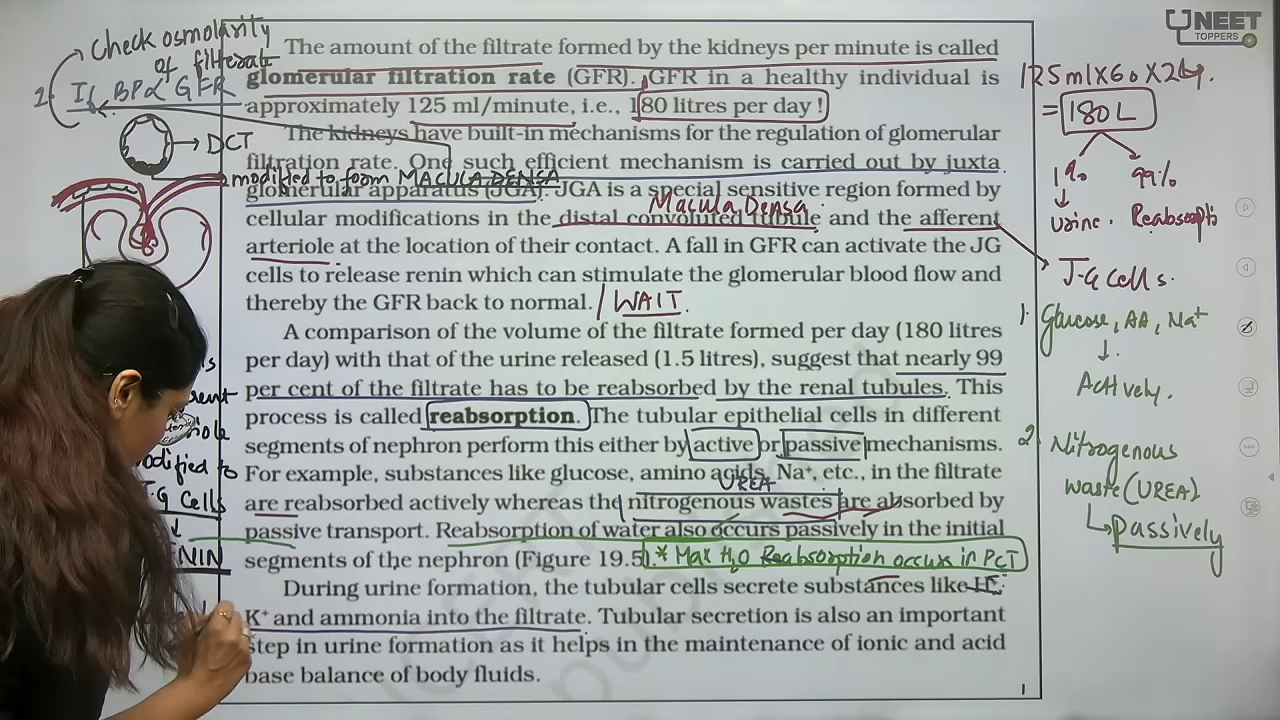 NEET
TOPPERS
Check osmolarity
of filterate
BP ∝ GFR
DCT
modified to form MACULA DENSA
The amount of the filtrate formed by the kidneys per minute is called
glomerular filtration rate (GFR). GFR in a healthy individual is
approximately 125 ml/minute, i.e., 180 litres per day !
The kidneys have built-in mechanisms for the regulation of glomerular
filtration rate. One such efficient mechanism is carried out by juxta
glomerular apparatus (JGA). JGA is a special sensitive region formed by
Macula Densa
cellular modifications in the distal convoluted tubule and the afferent
arteriole at the location of their contact. A fall in GFR can activate the JG
cells to release renin which can stimulate the glomerular blood flow and
thereby the GFR back to normal. / WAIT.
A comparison of the volume of the filtrate formed per day (180 litres
per day) with that of the urine released (1.5 litres), suggest that nearly 99
per cent of the filtrate has to be reabsorbed by the renal tubules. This
process is called reabsorption. The tubular epithelial cells in different
segments of nephron perform this either by active or passive mechanisms.
For example, substances like glucose, amino acids, Na⁺, etc., in the filtrate
UREA
are reabsorbed actively whereas the nitrogenous wastes are absorbed by
passive transport. Reabsorption of water also occurs passively in the initial
segments of the nephron (Figure 19.5). * Max H₂O Reabsorption occurs in PCT
During urine formation, the tubular cells secrete substances like H⁺,
K⁺ and ammonia into the filtrate. Tubular secretion is also an important
step in urine formation as it helps in the maintenance of ionic and acid
base balance of body fluids.
125ml×60×24.
= 180 L
1% 99%
urine. Reabsopti
J-G Cells.
1. Glucose, AA, Na⁺
Actively.
2. Nitrogenous
waste (UREA)
Passively
odified to
G Cells
NIN